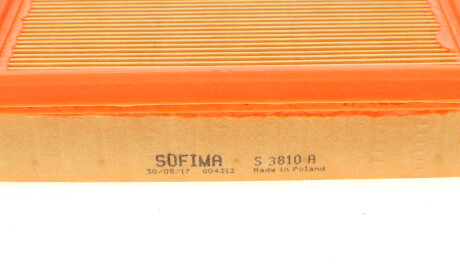 SOFIMA S 3810 A
30/08/17 004312 Made in Poland